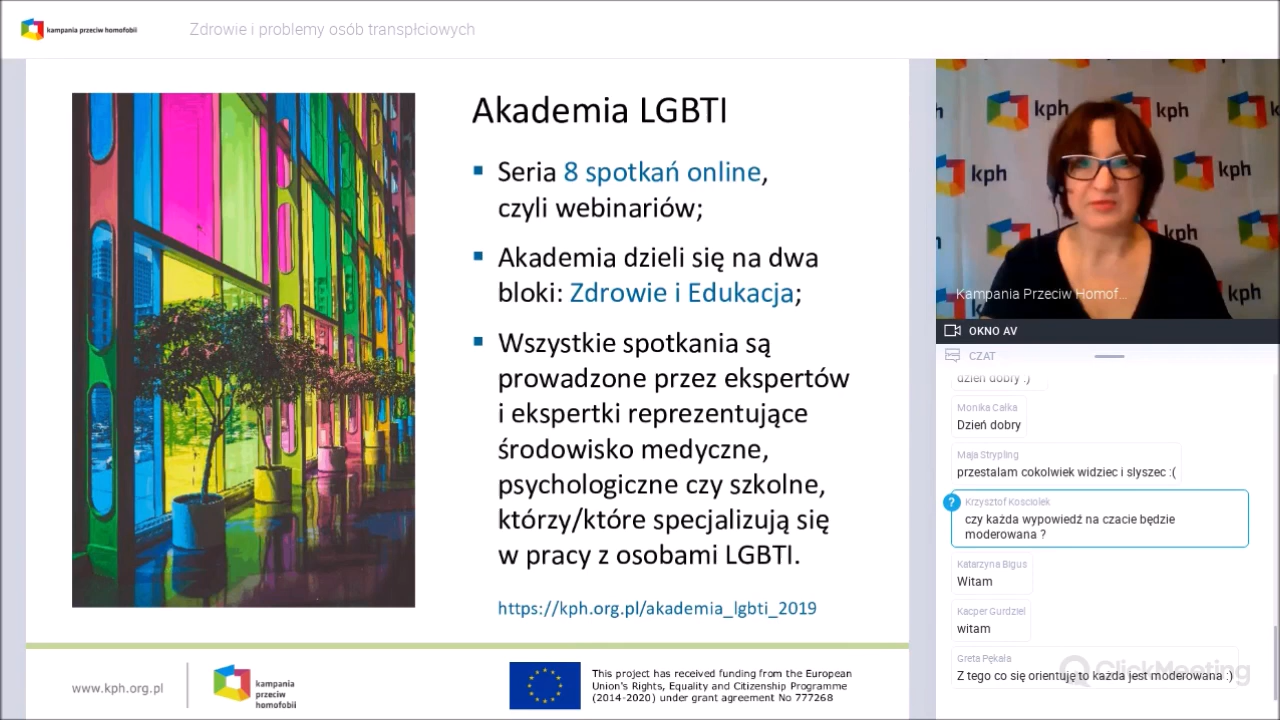 kampania przeciw homofobii
Zdrowie i problemy osób transpłciowych
Akademia LGBTI
Seria 8 spotkań online,
czyli webinariów;
Akademia dzieli się na dwa
bloki: Zdrowie i Edukacja;
Wszystkie spotkania są
prowadzone przez ekspertów
i ekspertki reprezentujące
środowisko medyczne,
psychologiczne czy szkolne,
którzy/które specjalizują się
w pracy z osobami LGBTI.
https://kph.org.pl/akademia_lgbti_2019
www.kph.org.pl
kampania
przeciw
homofobii
This project has received funding from the European
Union's Rights, Equality and Citizenship Programme
(2014-2020) under grant agreement No 777268
kph
kph
kph
kph
kph
kph
Kampania Przeciw Homof...
OKNO AV
CZAT
dzień dobry :)
Monika Całka
Dzień dobry
Maja Strypling
przestalam cokolwiek widziec i slyszec :(
?
Krzysztof Kosciolek
czy każda wypowiedź na czacie będzie
moderowana ?
Katarzyna Bigus
Witam
Kacper Gurdziel
witam
Greta Pękała
Z tego co się orientuję to każda jest moderowana :)
ClickMeeting